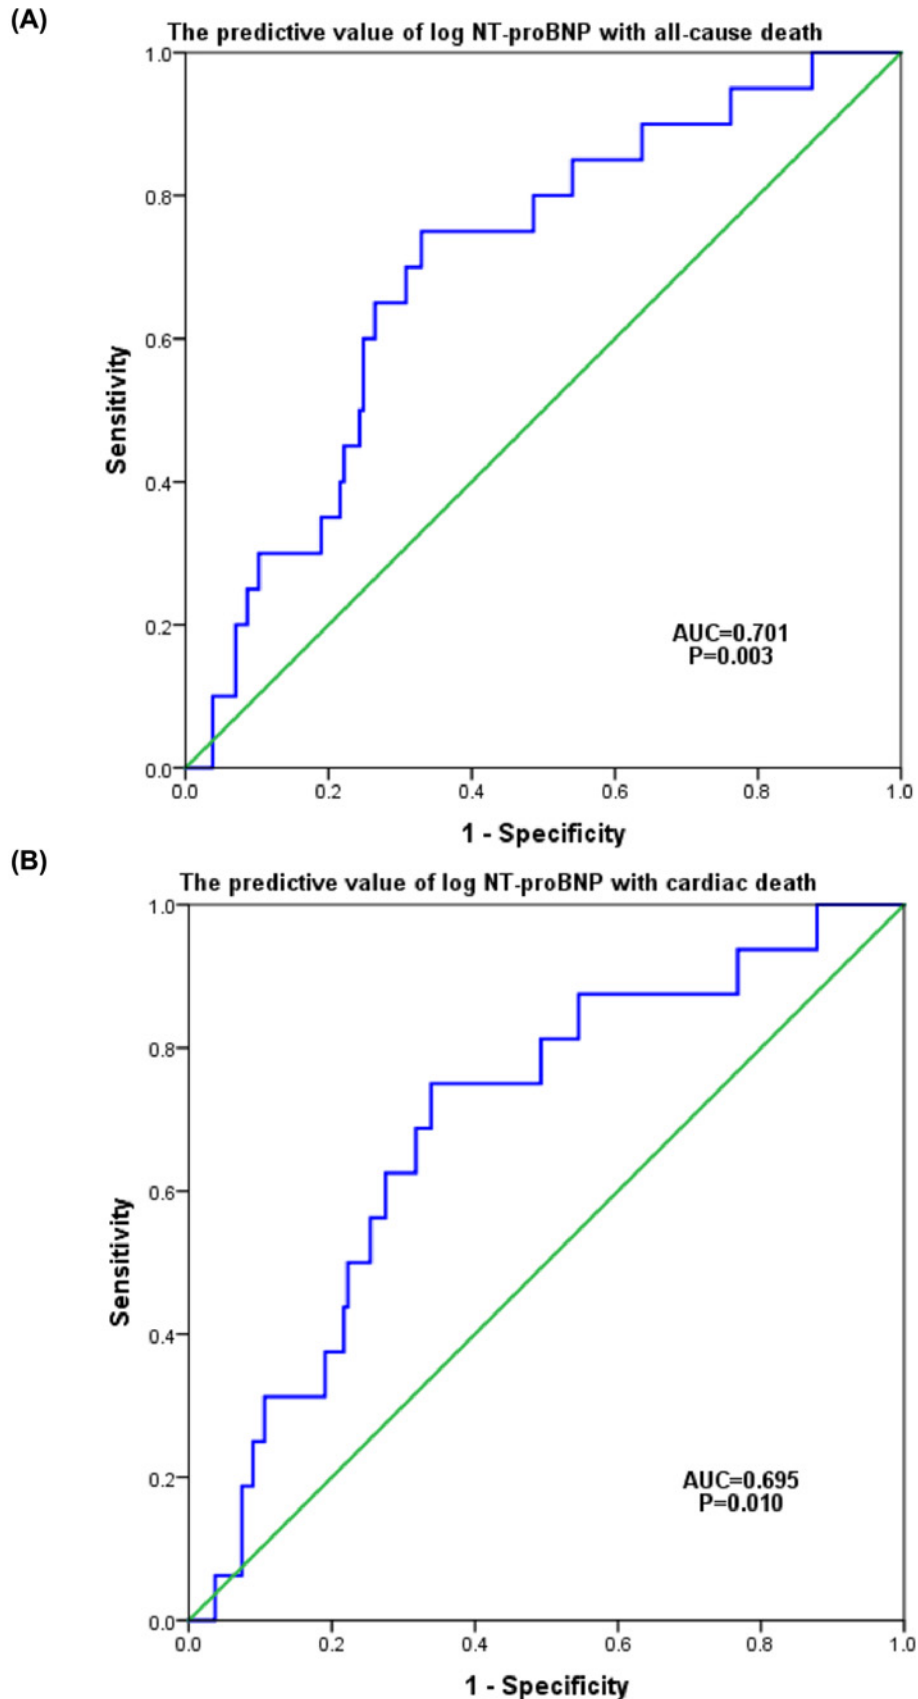 (A)
The predictive value of log NT-proBNP with all-cause death
1.0
0.8
0.6
0.4
0.2
0.0
Sensitivity
AUC=0.701
P=0.003
0.0 0.2 0.4 0.6 0.8 1.0
1 - Specificity
(B)
The predictive value of log NT-proBNP with cardiac death
1.0
0.8
0.6
0.4
0.2
0.0
Sensitivity
AUC=0.695
P=0.010
0.0 0.2 0.4 0.6 0.8 1.0
1 - Specificity